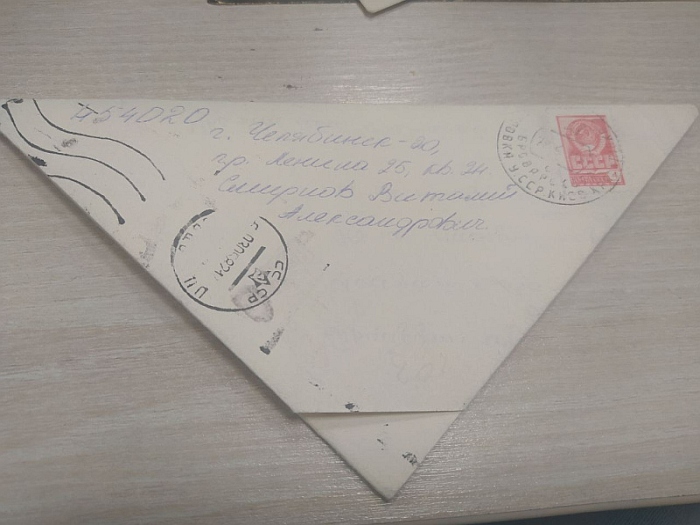 454020
г. Челябинск-20,
пр. Ленина 25, кв. 24
Смирнов Виталий
Александрович
СССР